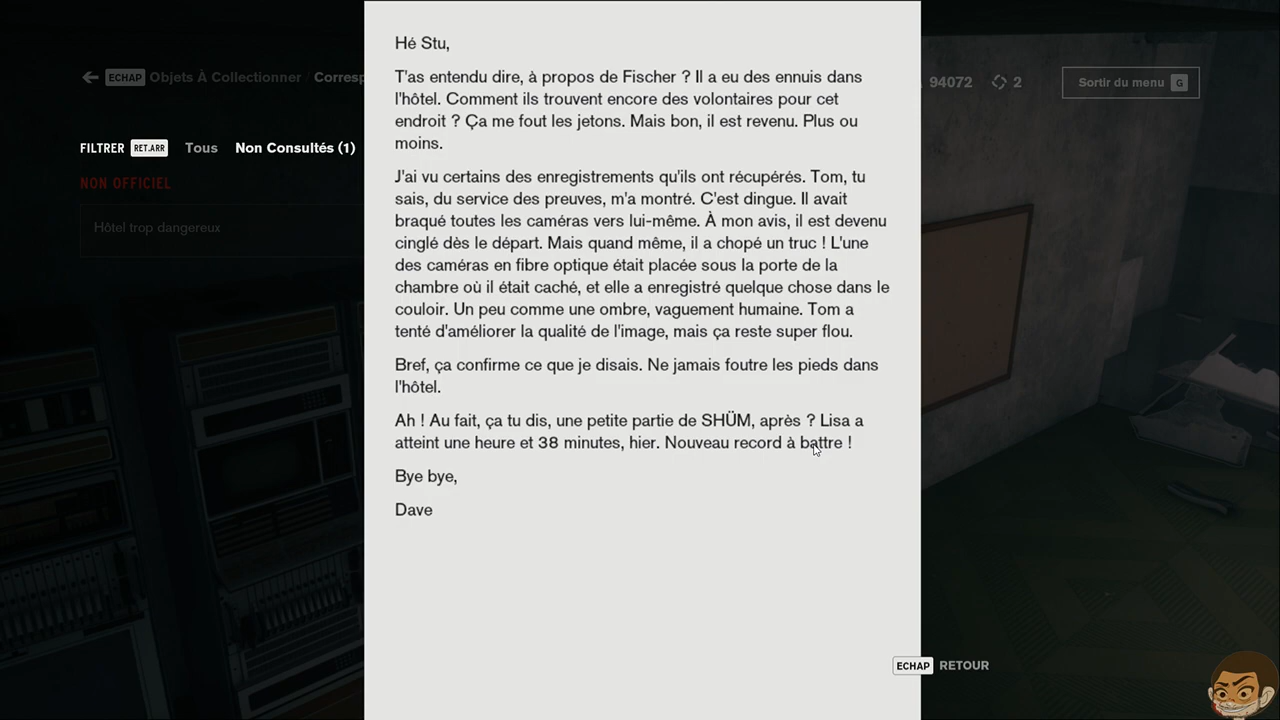 Hé Stu,
T'as entendu dire, à propos de Fischer ? Il a eu des ennuis dans
l'hôtel. Comment ils trouvent encore des volontaires pour cet
endroit ? Ça me fout les jetons. Mais bon, il est revenu. Plus ou
moins.
J'ai vu certains des enregistrements qu'ils ont récupérés. Tom, tu
sais, du service des preuves, m'a montré. C'est dingue. Il avait
braqué toutes les caméras vers lui-même. À mon avis, il est devenu
cinglé dès le départ. Mais quand même, il a chopé un truc ! L'une
des caméras en fibre optique était placée sous la porte de la
chambre où il était caché, et elle a enregistré quelque chose dans le
couloir. Un peu comme une ombre, vaguement humaine. Tom a
tenté d'améliorer la qualité de l'image, mais ça reste super flou.
Bref, ça confirme ce que je disais. Ne jamais foutre les pieds dans
l'hôtel.
Ah ! Au fait, ça tu dis, une petite partie de SHÜM, après ? Lisa a
atteint une heure et 38 minutes, hier. Nouveau record à battre !
Bye bye,
Dave
ECHAP Objets À Collectionner Corresp
94072 2 Sortir du menu G
FILTRER RET.ARR Tous Non Consultés (1)
NON OFFICIEL
Hôtel trop dangereux
ECHAP RETOUR